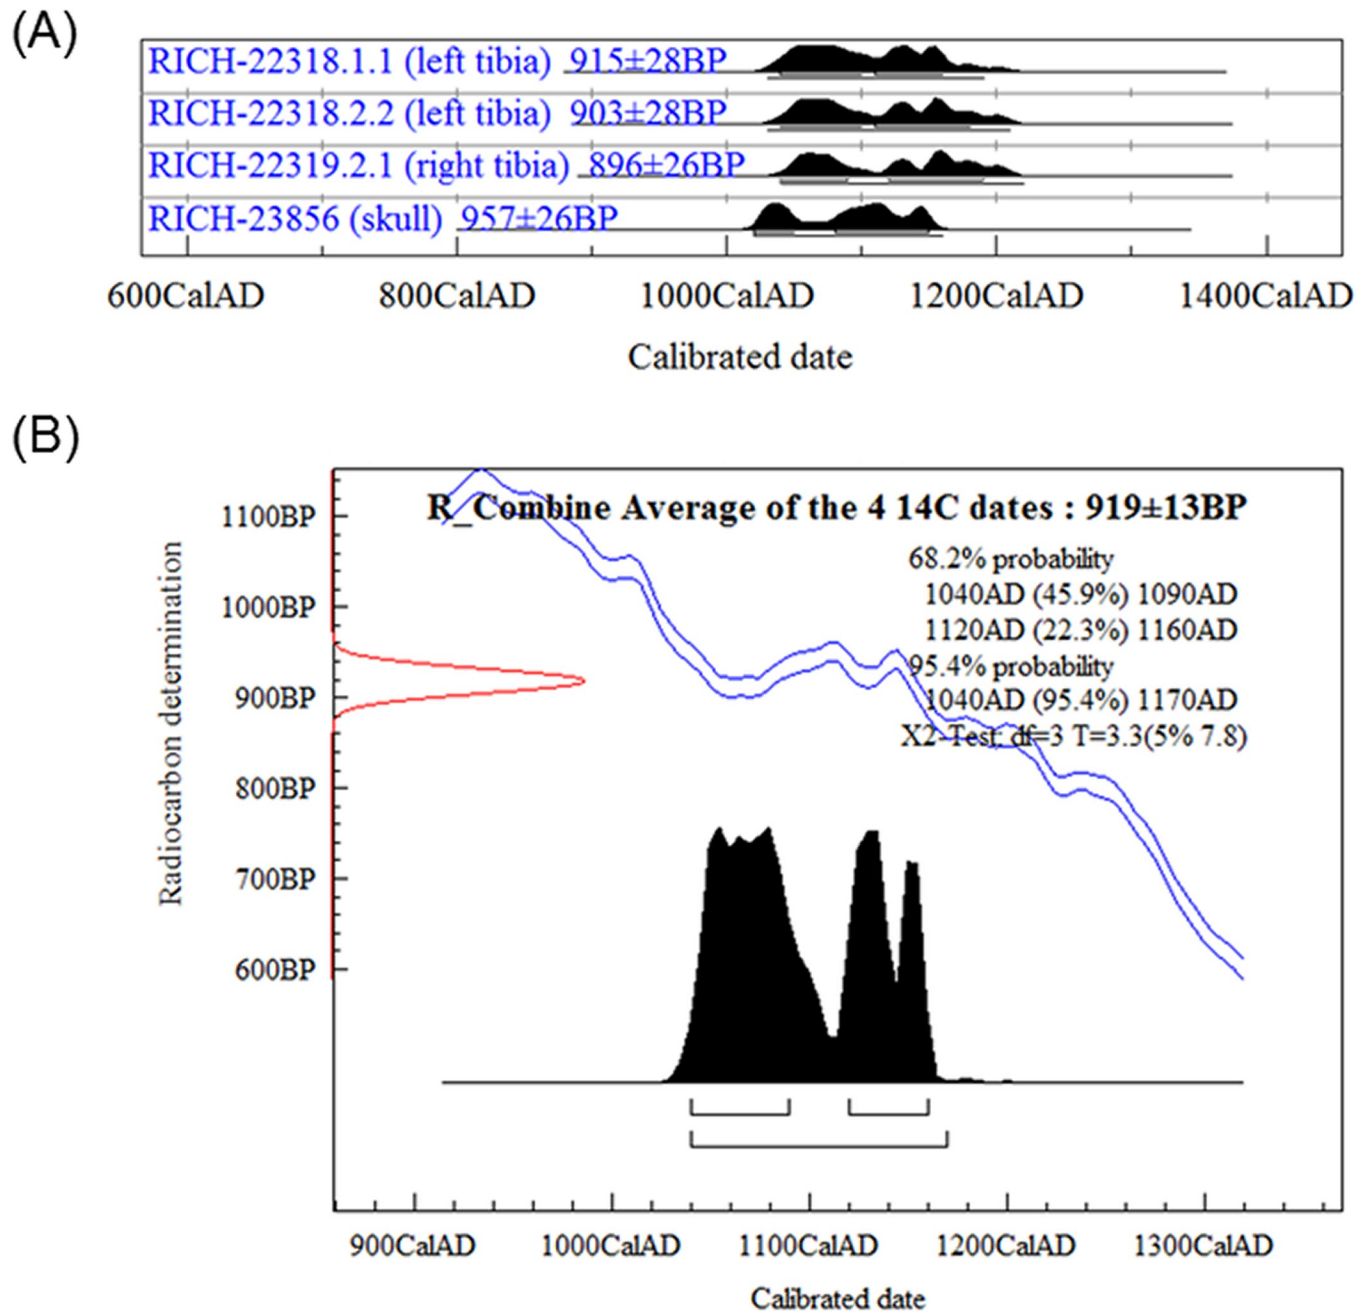 (A)
RICH-22318.1.1 (left tibia) 915±28BP
RICH-22318.2.2 (left tibia) 903±28BP
RICH-22319.2.1 (right tibia) 896±26BP
RICH-23856 (skull) 957±26BP
600CalAD 800CalAD 1000CalAD 1200CalAD 1400CalAD
Calibrated date
(B)
R_Combine Average of the 4 14C dates : 919±13BP
68.2% probability
1040AD (45.9%) 1090AD
1120AD (22.3%) 1160AD
95.4% probability
1040AD (95.4%) 1170AD
X2-Test: df=3 T=3.3(5% 7.8)
Radiocarbon determination
1100BP
1000BP
900BP
800BP
700BP
600BP
900CalAD 1000CalAD 1100CalAD 1200CalAD 1300CalAD
Calibrated date